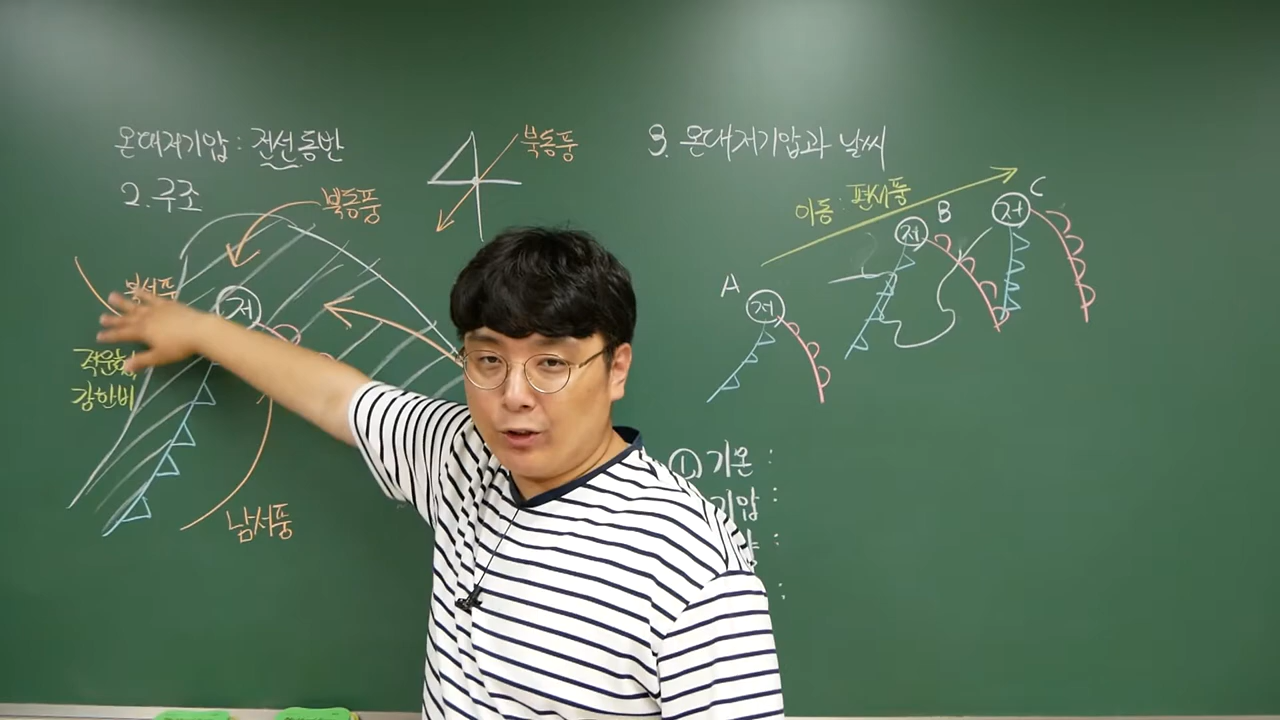 온대저기압 : 전선동반
2. 구조
북동풍
북동풍
북서풍
저
적운형,
강한비
남서풍
3. 온대저기압과 날씨
이동 : 편서풍
A
저
B
저
C
저
① 기온 :
기압 :
:
: